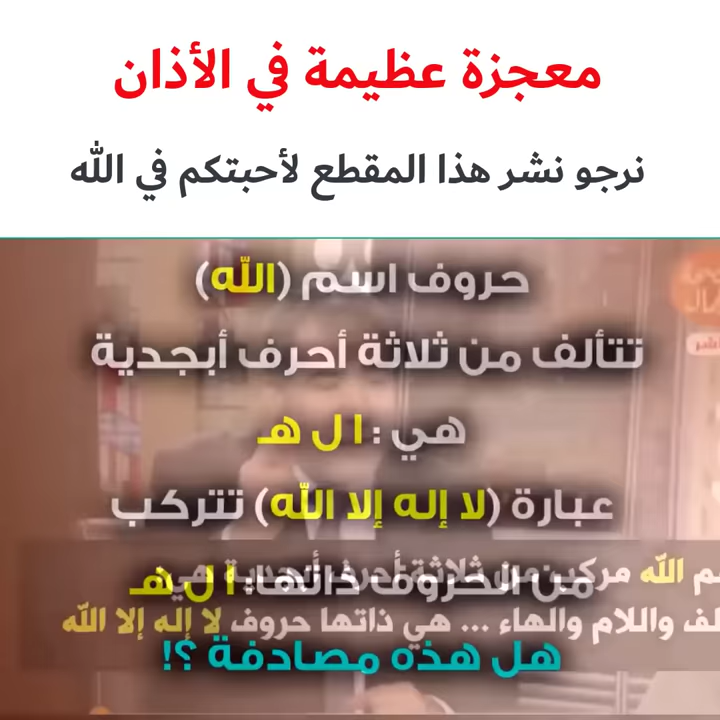 معجزة عظيمة في الأذان
نرجو نشر هذا المقطع لأحبتكم في الله
حروف اسم (الله)
تتألف من ثلاثة أحرف أبجدية
هي : ا ل هـ
عبارة (لا إله إلا الله) تتركب
من الحروف ذاتها: ا ل هـ
م الله مركب من ثلاثة أحرف أبجدية هي
لف واللام والهاء ... هي ذاتها حروف لا إله إلا الله
هل هذه مصادفة ؟!